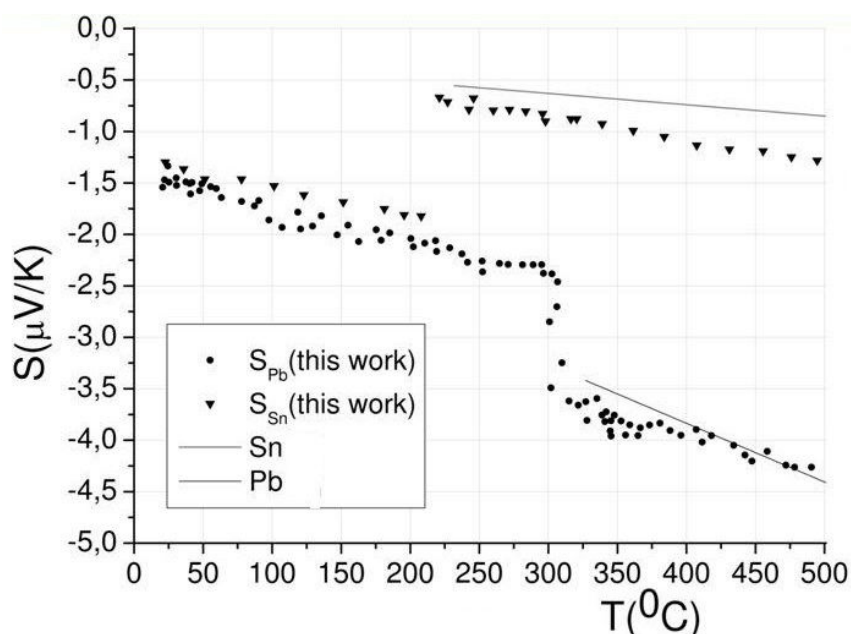 0,0
-0,5
-1,0
-1,5
-2,0
-2,5
-3,0
-3,5
-4,0
-4,5
-5,0
S(μV/K)
S_Pb(this work)
S_Sn(this work)
Sn
Pb
0 50 100 150 200 250 300 350 400 450 500
T(⁰C)